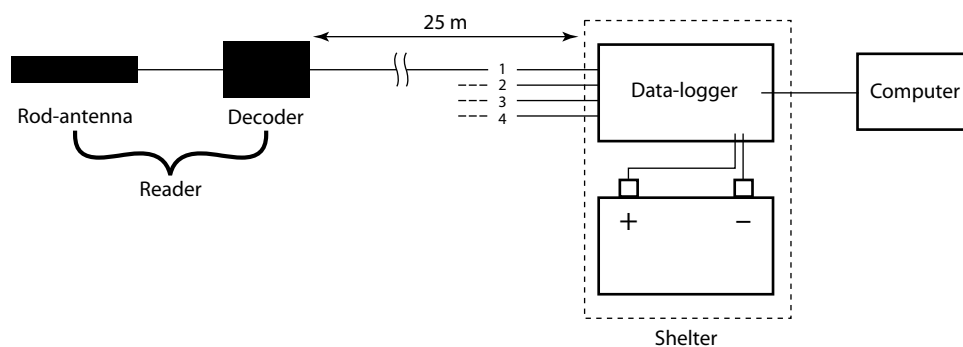 25 m
1
2
3
4
Data-logger
Computer
Rod-antenna
Decoder
Reader
+ −
Shelter